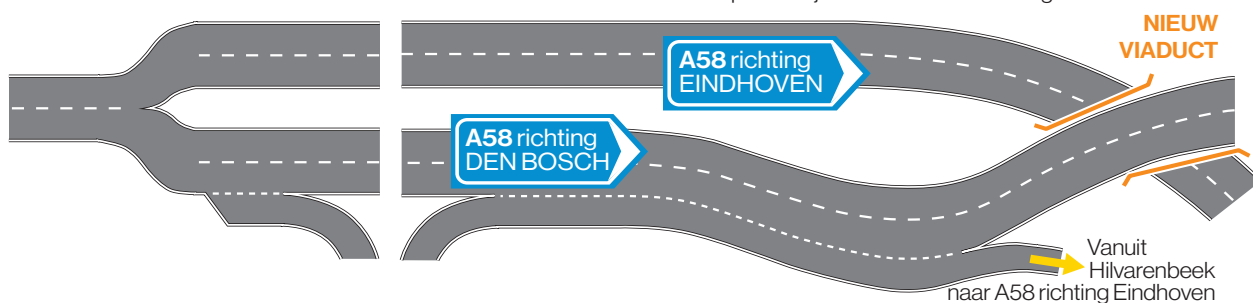 NIEUW
VIADUCT
A58 richting
EINDHOVEN
A58 richting
DEN BOSCH
Vanuit
Hilvarenbeek
naar A58 richting Eindhoven